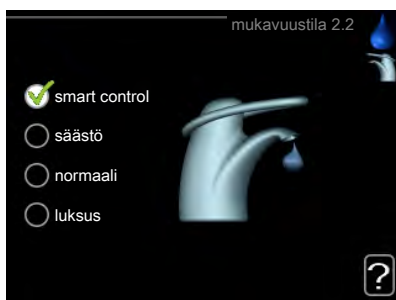 mukavuustila 2.2
smart control
säästö
normaali
luksus
?